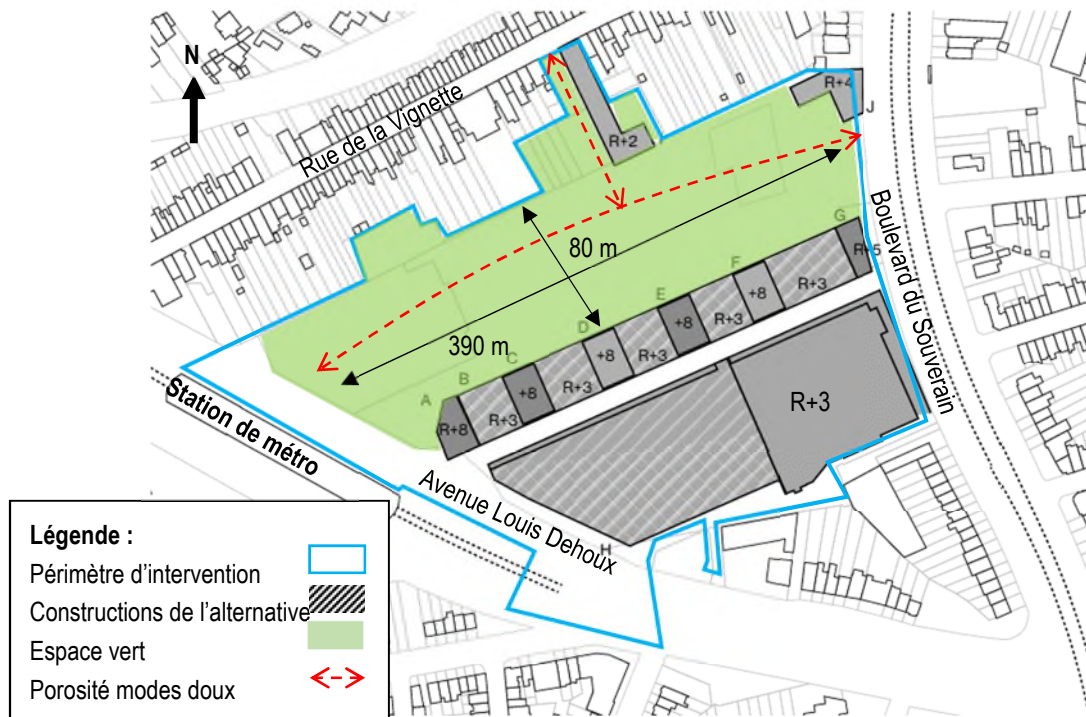 N
Rue de la Vignette
R+4
J
R+2
80 m
G
Boulevard du Souverain
R+5
F
+8
R+3
E
+8
R+3
D
+8
R+3
390 m
C
+8
R+3
B
R+3
A
R+8
R+3
Station de métro
Avenue Louis Dehoux
H
Légende :
Périmètre d’intervention
Constructions de l’alternative
Espace vert
Porosité modes doux